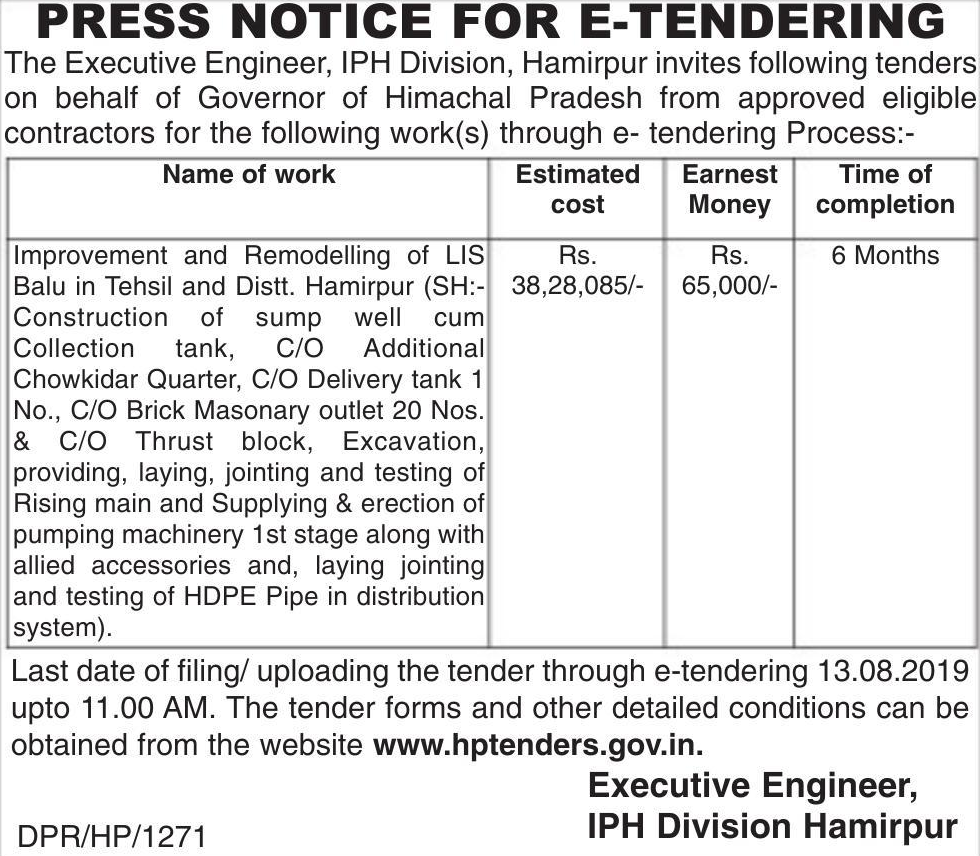 PRESS NOTICE FOR E-TENDERING
The Executive Engineer, IPH Division, Hamirpur invites following tenders
on behalf of Governor of Himachal Pradesh from approved eligible
contractors for the following work(s) through e- tendering Process:-
Name of work
Estimated
cost
Earnest
Money
Time of
completion
Improvement and Remodelling of LIS
Balu in Tehsil and Distt. Hamirpur (SH:-
Construction of sump well cum
Collection tank, C/O Additional
Chowkidar Quarter, C/O Delivery tank 1
No., C/O Brick Masonary outlet 20 Nos.
& C/O Thrust block, Excavation,
providing, laying, jointing and testing of
Rising main and Supplying & erection of
pumping machinery 1st stage along with
allied accessories and, laying jointing
and testing of HDPE Pipe in distribution
system).
Rs.
38,28,085/-
Rs.
65,000/-
6 Months
Last date of filing/ uploading the tender through e-tendering 13.08.2019
upto 11.00 AM. The tender forms and other detailed conditions can be
obtained from the website www.hptenders.gov.in.
Executive Engineer,
IPH Division Hamirpur
DPR/HP/1271